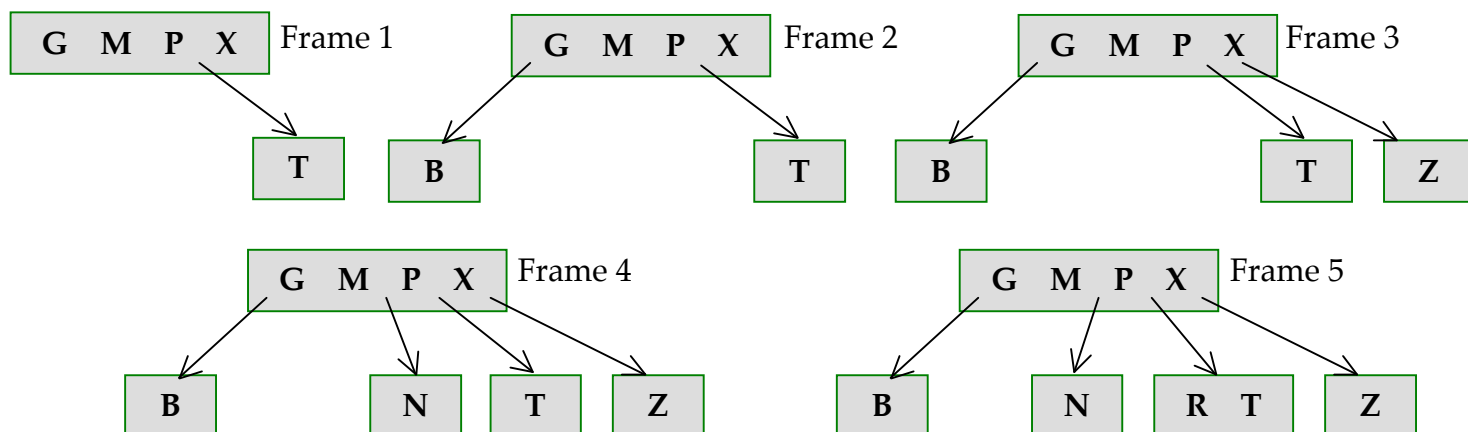 G M P X Frame 1
T
G M P X Frame 2
B T
G M P X Frame 3
B T Z
G M P X Frame 4
B N T Z
G M P X Frame 5
B N R T Z